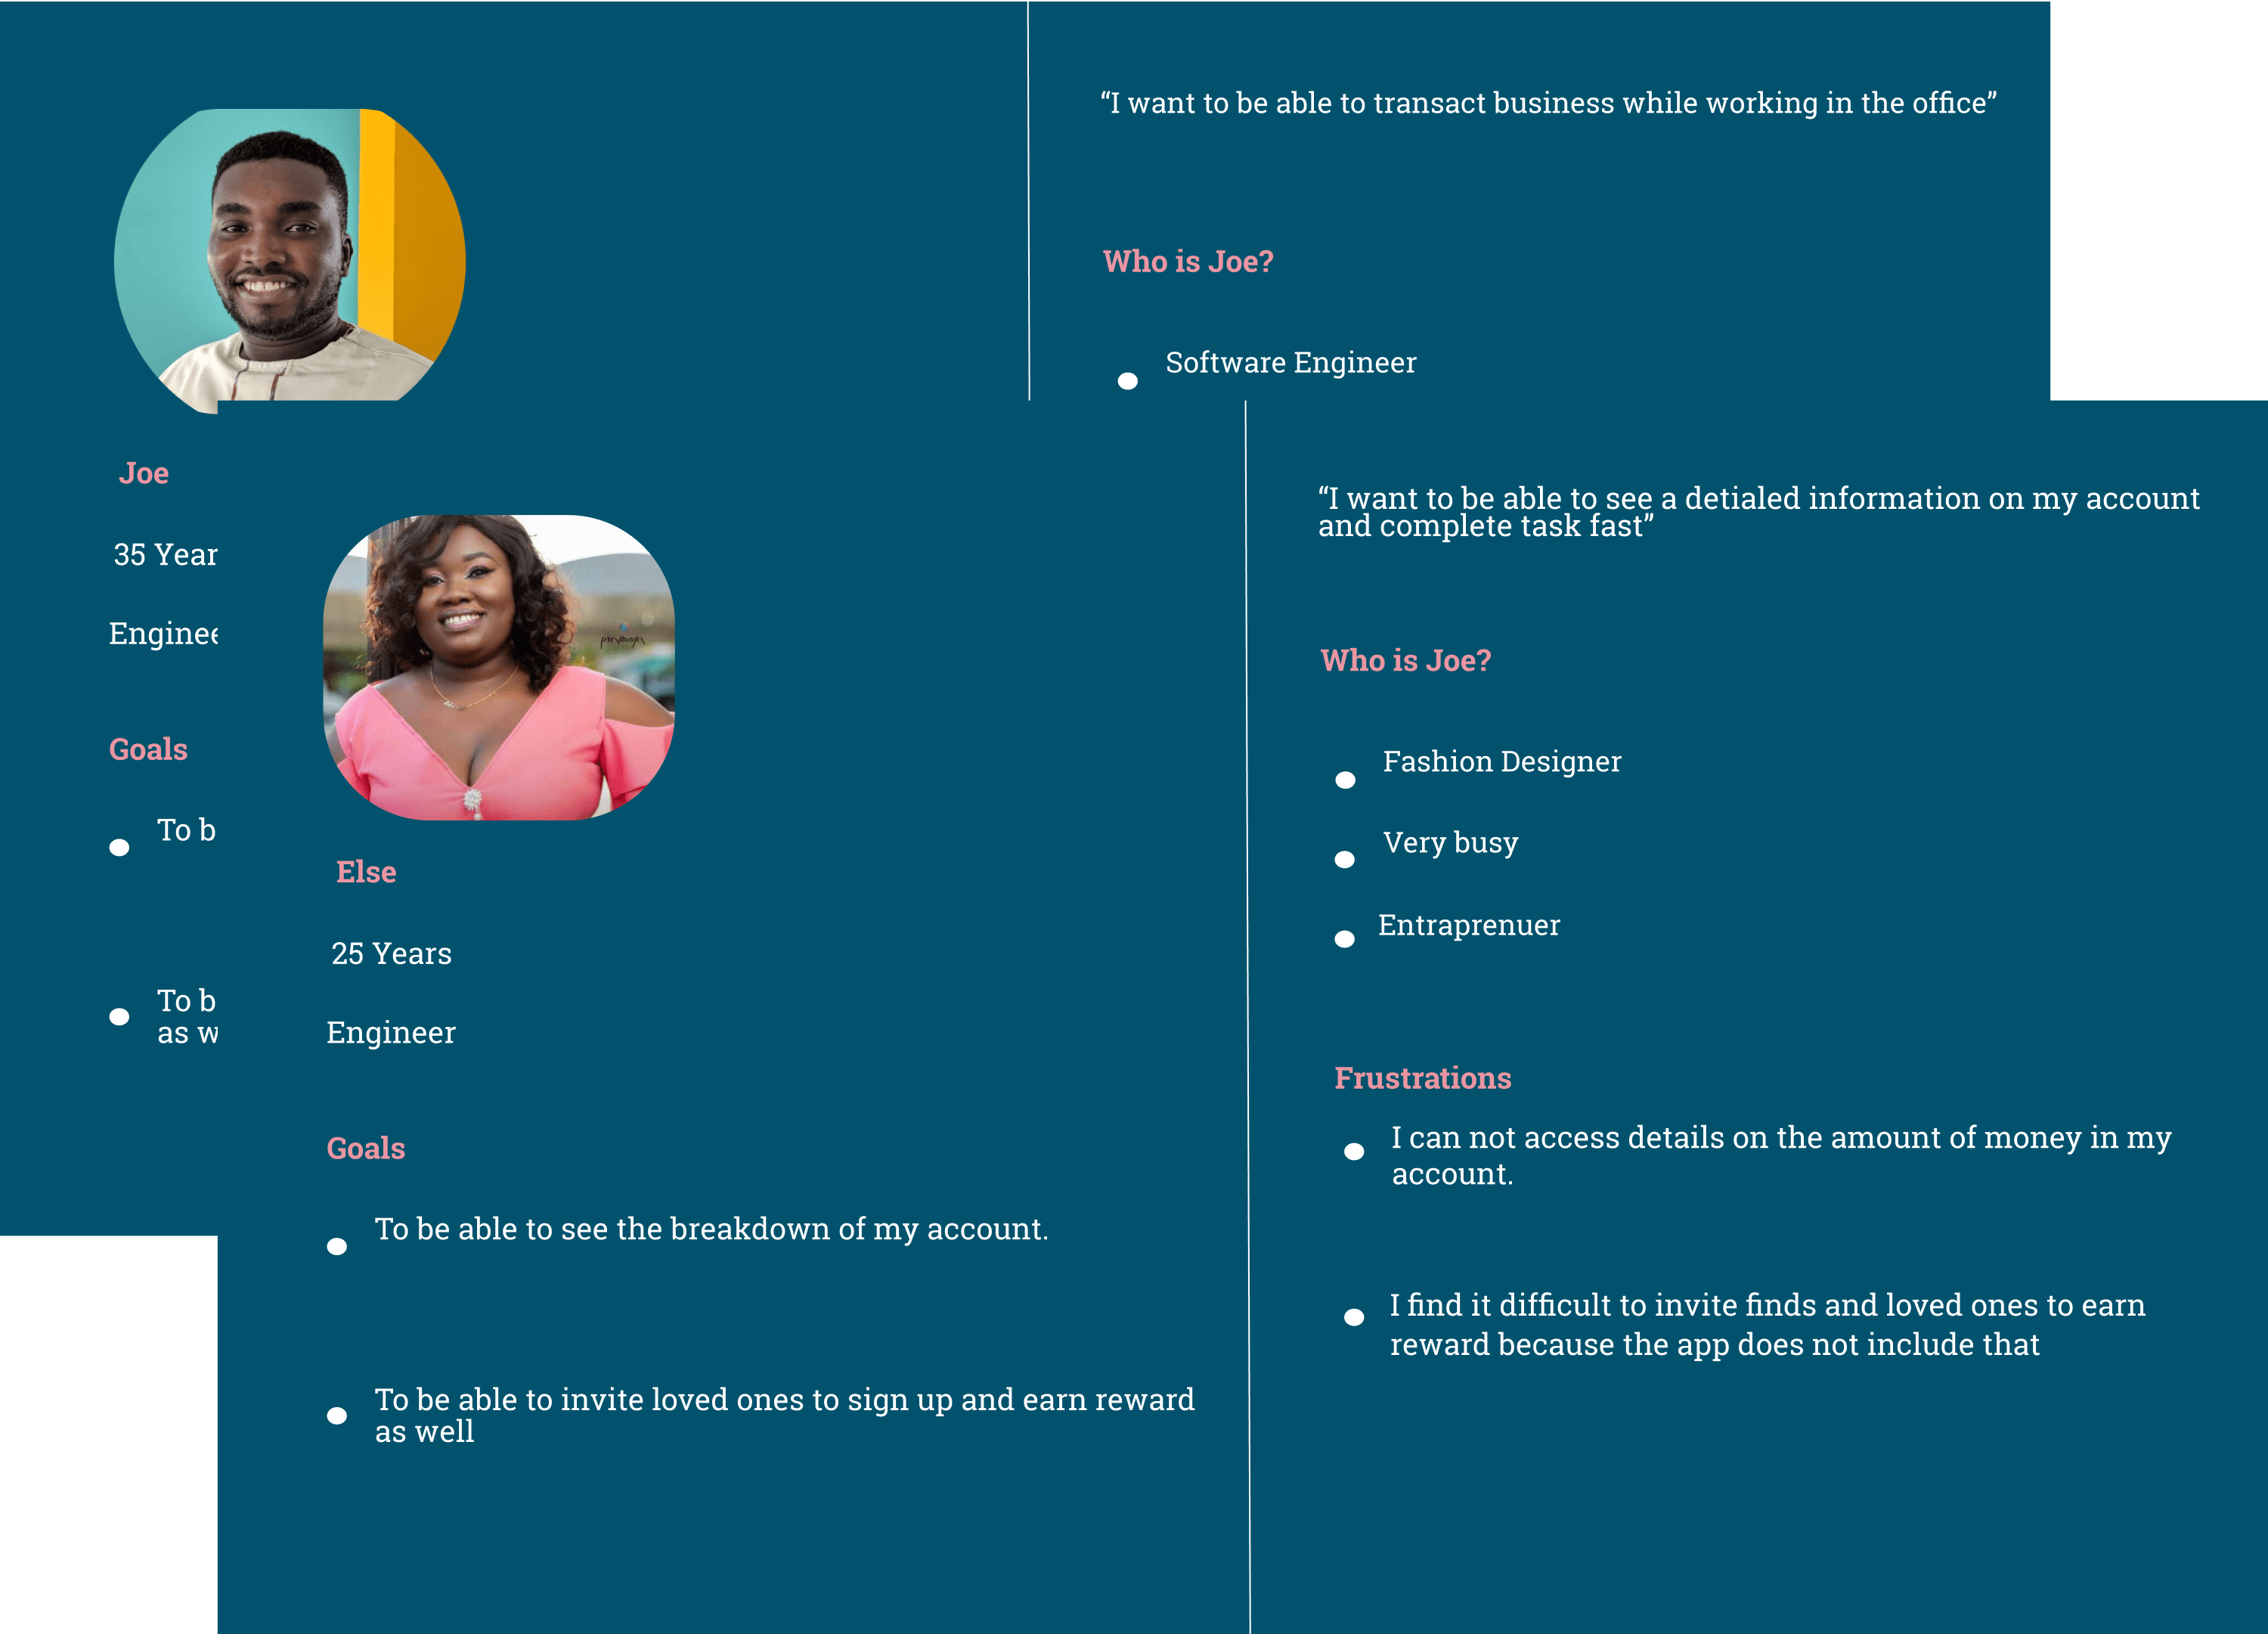 “I want to be able to transact business while working in the office”
Who is Joe?
Software Engineer
Joe
35 Year
Enginee
Goals
To b
To b
as w
“I want to be able to see a detialed information on my account
and complete task fast”
Who is Joe?
Fashion Designer
Very busy
Entraprenuer
Else
25 Years
Engineer
Goals
To be able to see the breakdown of my account.
To be able to invite loved ones to sign up and earn reward
as well
Frustrations
I can not access details on the amount of money in my
account.
I find it difficult to invite finds and loved ones to earn
reward because the app does not include that